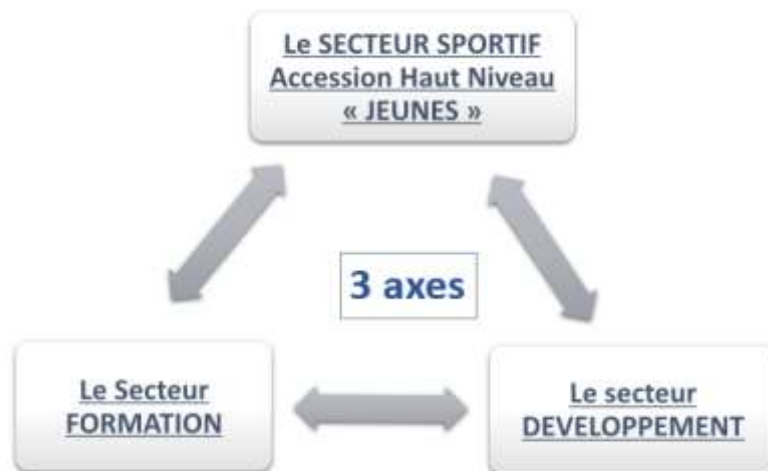 Le SECTEUR SPORTIF
Accession Haut Niveau
« JEUNES »
3 axes
Le Secteur
FORMATION
Le secteur
DEVELOPPEMENT